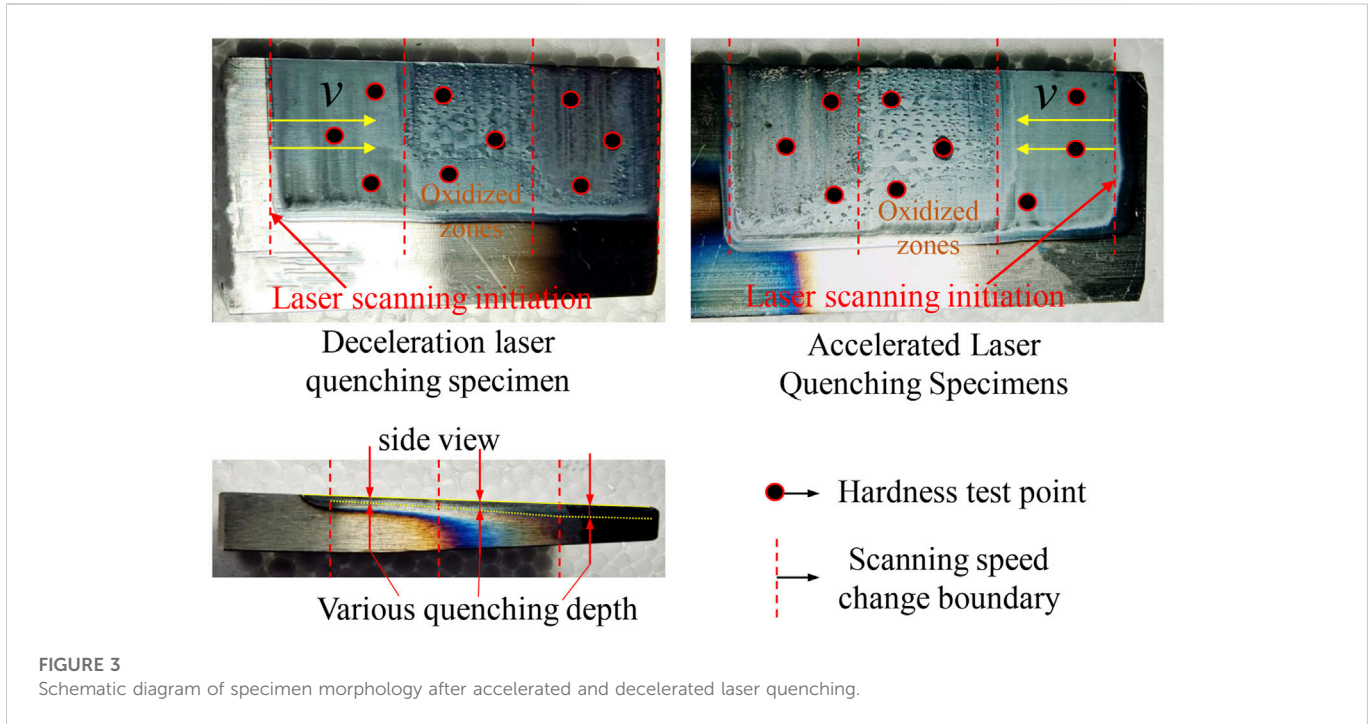 v
Oxidized
zones
Laser scanning initiation
Deceleration laser
quenching specimen
v
Oxidized
zones
Laser scanning initiation
Accelerated Laser
Quenching Specimens
side view
Various quenching depth
Hardness test point
Scanning speed
change boundary
FIGURE 3
Schematic diagram of specimen morphology after accelerated and decelerated laser quenching.